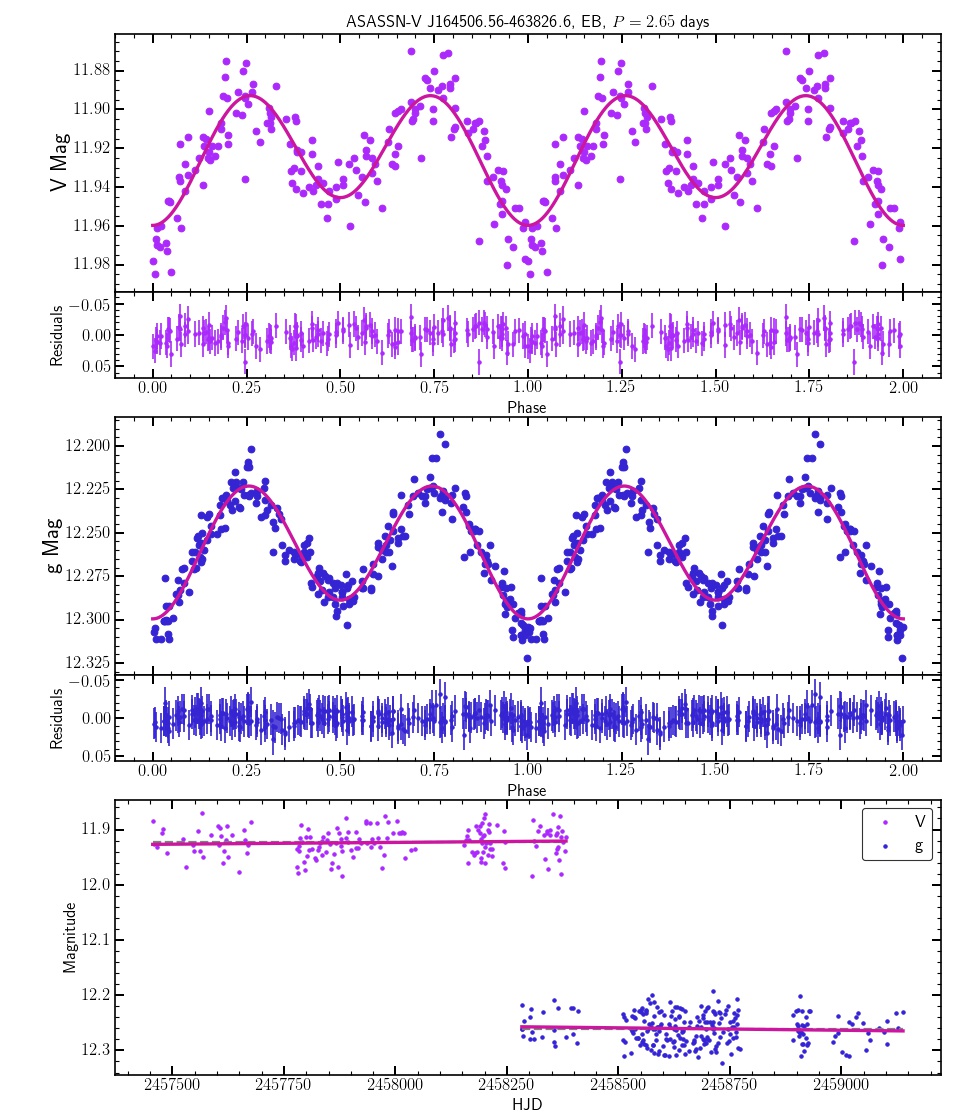 ASASSN-V J164506.56-463826.6, EB, P = 2.65 days
11.88
11.90
11.92
11.94
11.96
11.98
V Mag
−0.05
0.00
0.05
Residuals
0.00 0.25 0.50 0.75 1.00 1.25 1.50 1.75 2.00
Phase
12.200
12.225
12.250
12.275
12.300
12.325
g Mag
−0.05
0.00
0.05
Residuals
0.00 0.25 0.50 0.75 1.00 1.25 1.50 1.75 2.00
Phase
V
g
11.9
12.0
12.1
12.2
12.3
Magnitude
2457500 2457750 2458000 2458250 2458500 2458750 2459000
HJD